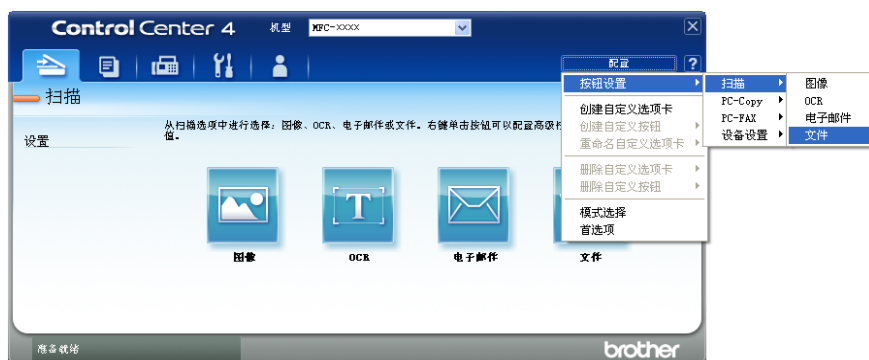 Control Center 4
机型
MFC-XXXX
配置
?
扫描
设置
从扫描选项中进行选择：图像、OCR、电子邮件或文件。右键单击按钮可以配置高级
值。
图像
OCR
电子邮件
文件
按钮设置
创建自定义选项卡
创建自定义按钮
重命名自定义选项卡
删除自定义选项卡
删除自定义按钮
模式选择
首选项
扫描
PC-Copy
PC-FAX
设备设置
图像
OCR
电子邮件
文件
准备就绪
brother